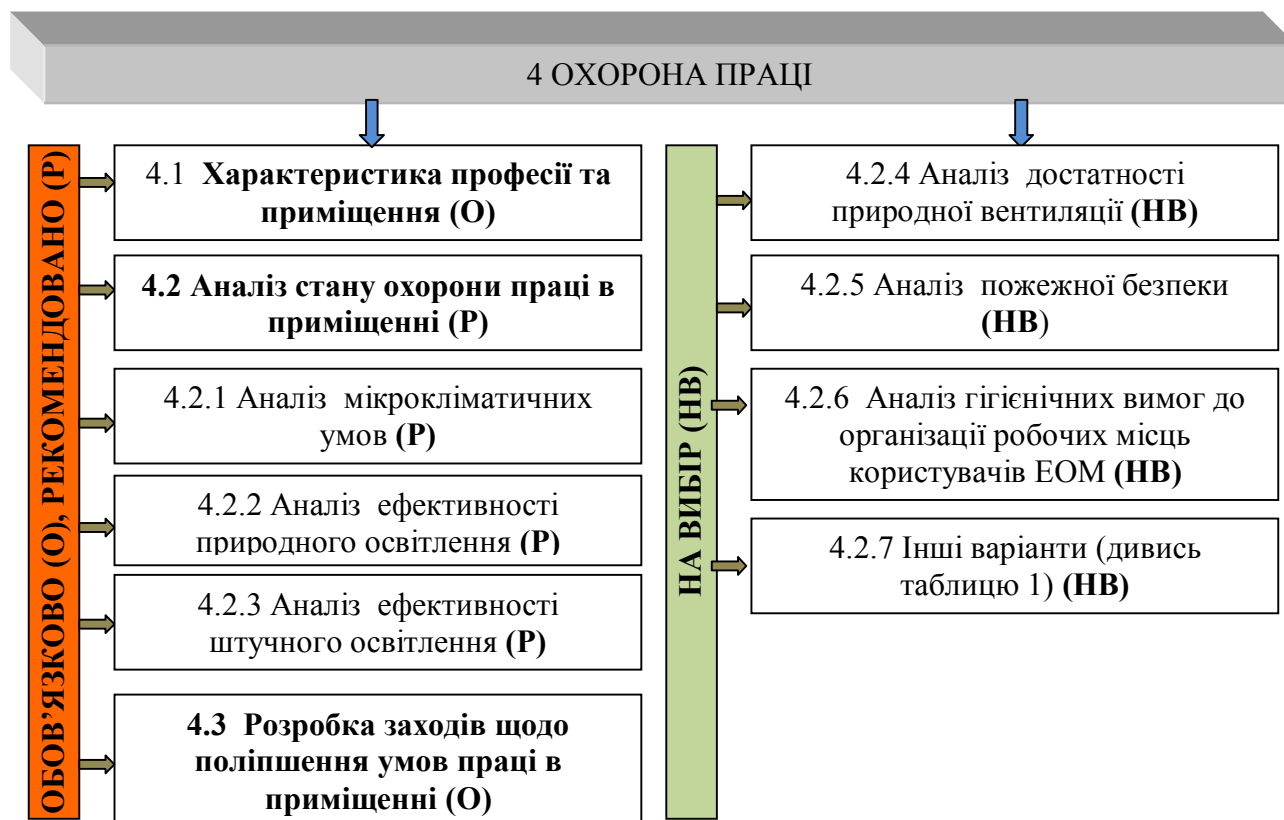 4 ОХОРОНА ПРАЦІ
ОБОВ’ЯЗКОВО (О), РЕКОМЕНДОВАНО (Р)
4.1 Характеристика професії та
приміщення (О)
4.2 Аналіз стану охорони праці в
приміщенні (Р)
4.2.1 Аналіз мікрокліматичних
умов (Р)
4.2.2 Аналіз ефективності
природного освітлення (Р)
4.2.3 Аналіз ефективності
штучного освітлення (Р)
4.3 Розробка заходів щодо
поліпшення умов праці в
приміщенні (О)
НА ВИБІР (НВ)
4.2.4 Аналіз достатності
природної вентиляції (НВ)
4.2.5 Аналіз пожежної безпеки
(НВ)
4.2.6 Аналіз гігієнічних вимог до
організації робочих місць
користувачів ЕОМ (НВ)
4.2.7 Інші варіанти (дивись
таблицю 1) (НВ)